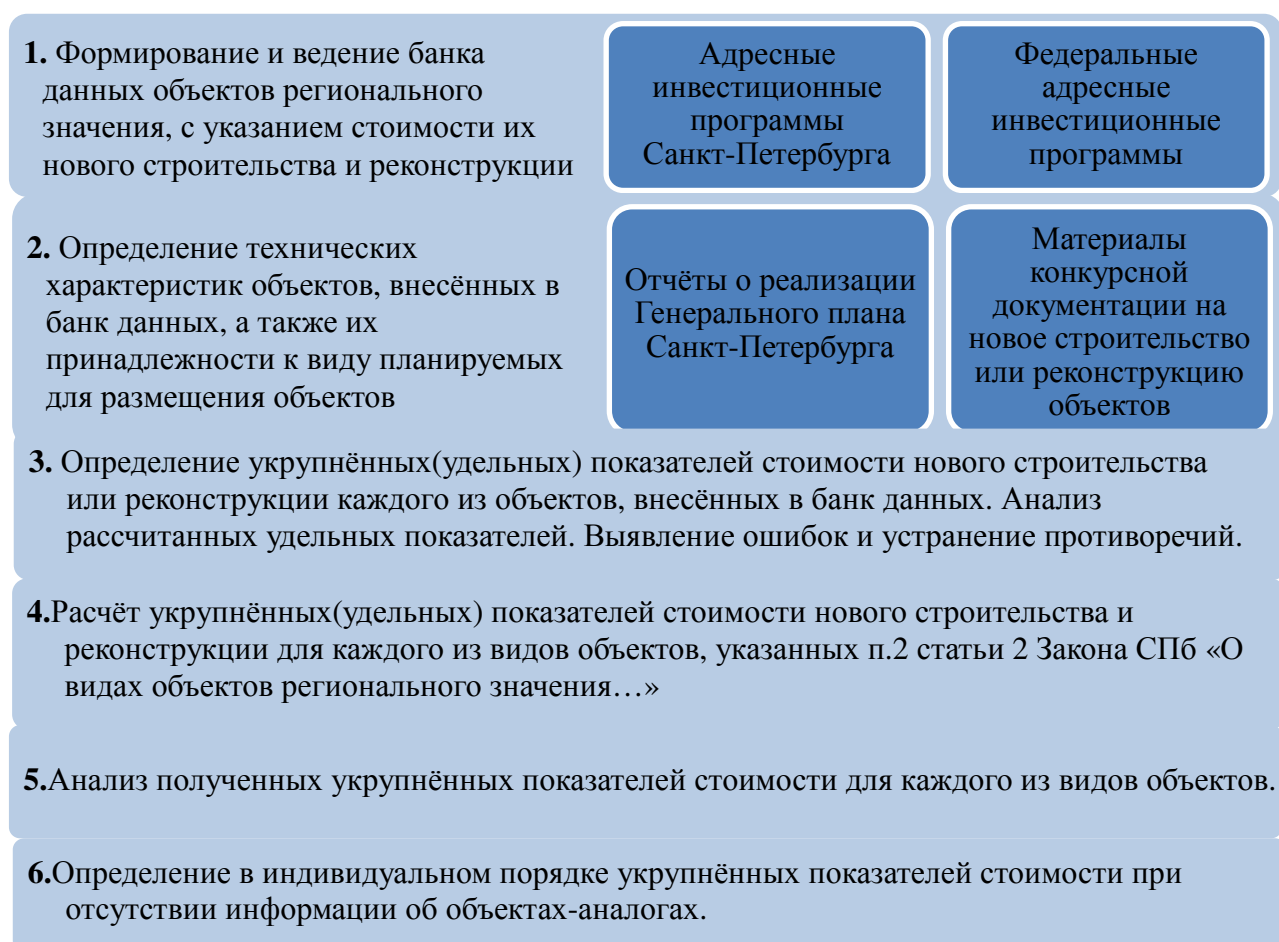 1. Формирование и ведение банка
данных объектов регионального
значения, с указанием стоимости их
нового строительства и реконструкции
Адресные
инвестиционные
программы
Санкт-Петербурга
Федеральные
адресные
инвестиционные
программы
2. Определение технических
характеристик объектов, внесённых в
банк данных, а также их
принадлежности к виду планируемых
для размещения объектов
Отчёты о реализации
Генерального плана
Санкт-Петербурга
Материалы
конкурсной
документации на
новое строительство
или реконструкцию
объектов
3. Определение укрупнённых(удельных) показателей стоимости нового строительства
или реконструкции каждого из объектов, внесённых в банк данных. Анализ
рассчитанных удельных показателей. Выявление ошибок и устранение противоречий.
4.Расчёт укрупнённых(удельных) показателей стоимости нового строительства и
реконструкции для каждого из видов объектов, указанных п.2 статьи 2 Закона СПб «О
видах объектов регионального значения…»
5.Анализ полученных укрупнённых показателей стоимости для каждого из видов объектов.
6.Определение в индивидуальном порядке укрупнённых показателей стоимости при
отсутствии информации об объектах-аналогах.